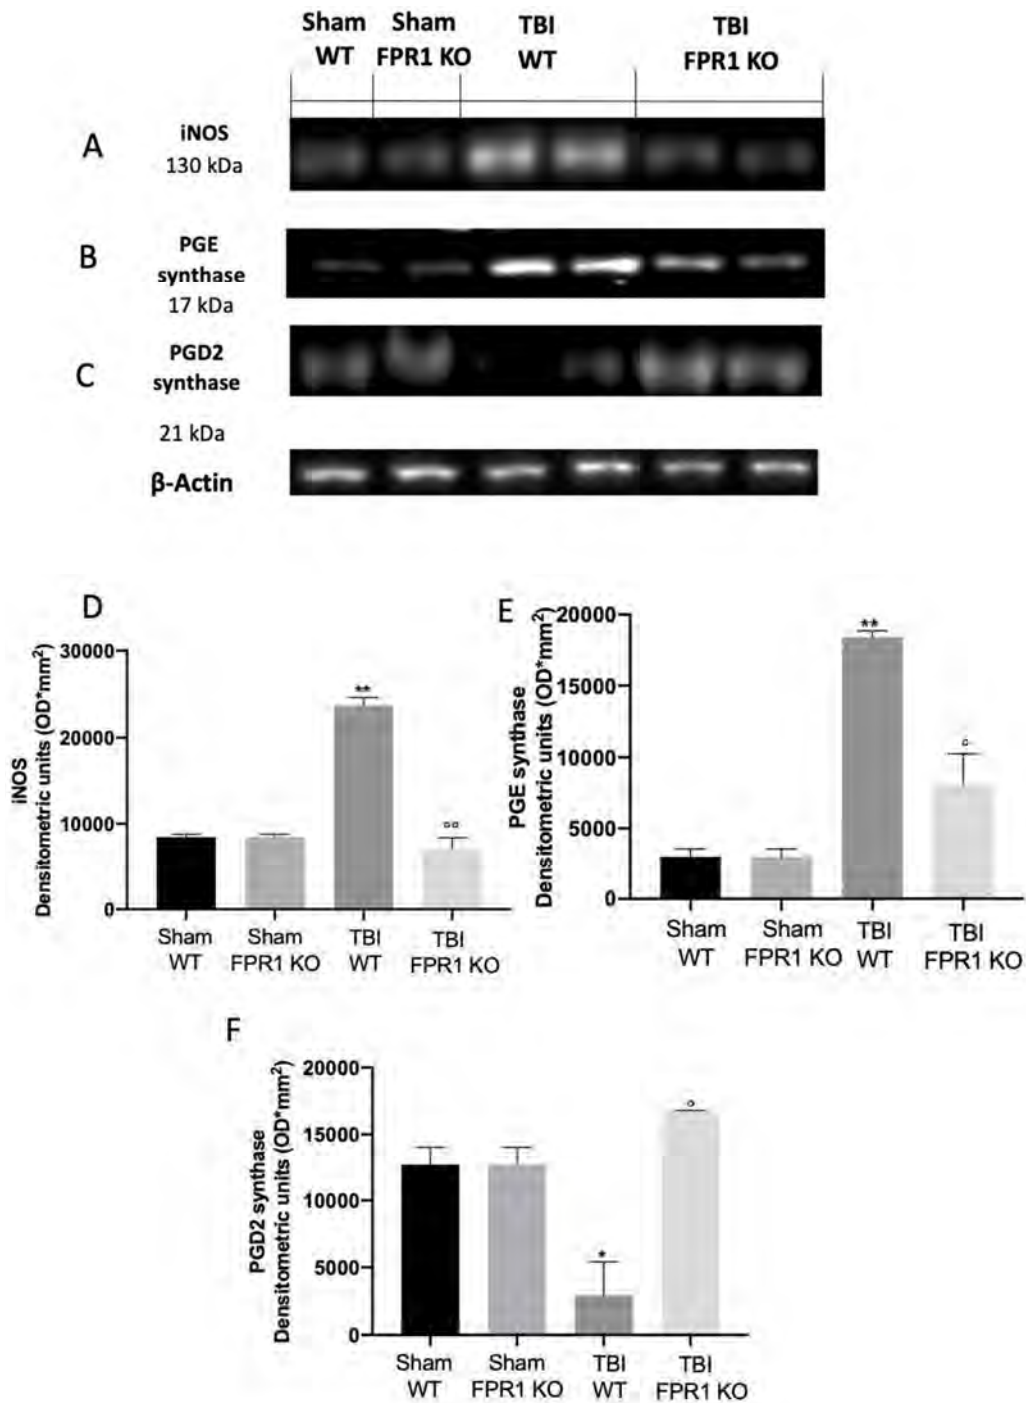 Sham WT
Sham FPR1 KO
TBI WT
TBI FPR1 KO
A
iNOS
130 kDa
B
PGE
synthase
17 kDa
C
PGD2
synthase
21 kDa
β-Actin
D
iNOS
Densitometric units (OD*mm²)
30000
20000
10000
0
**
°°
Sham WT
Sham FPR1 KO
TBI WT
TBI FPR1 KO
E
PGE synthase
Densitometric units (OD*mm²)
20000
15000
10000
5000
0
**
°
Sham WT
Sham FPR1 KO
TBI WT
TBI FPR1 KO
F
PGD2 synthase
Densitometric units (OD*mm²)
20000
15000
10000
5000
0
*
°
Sham WT
Sham FPR1 KO
TBI WT
TBI FPR1 KO